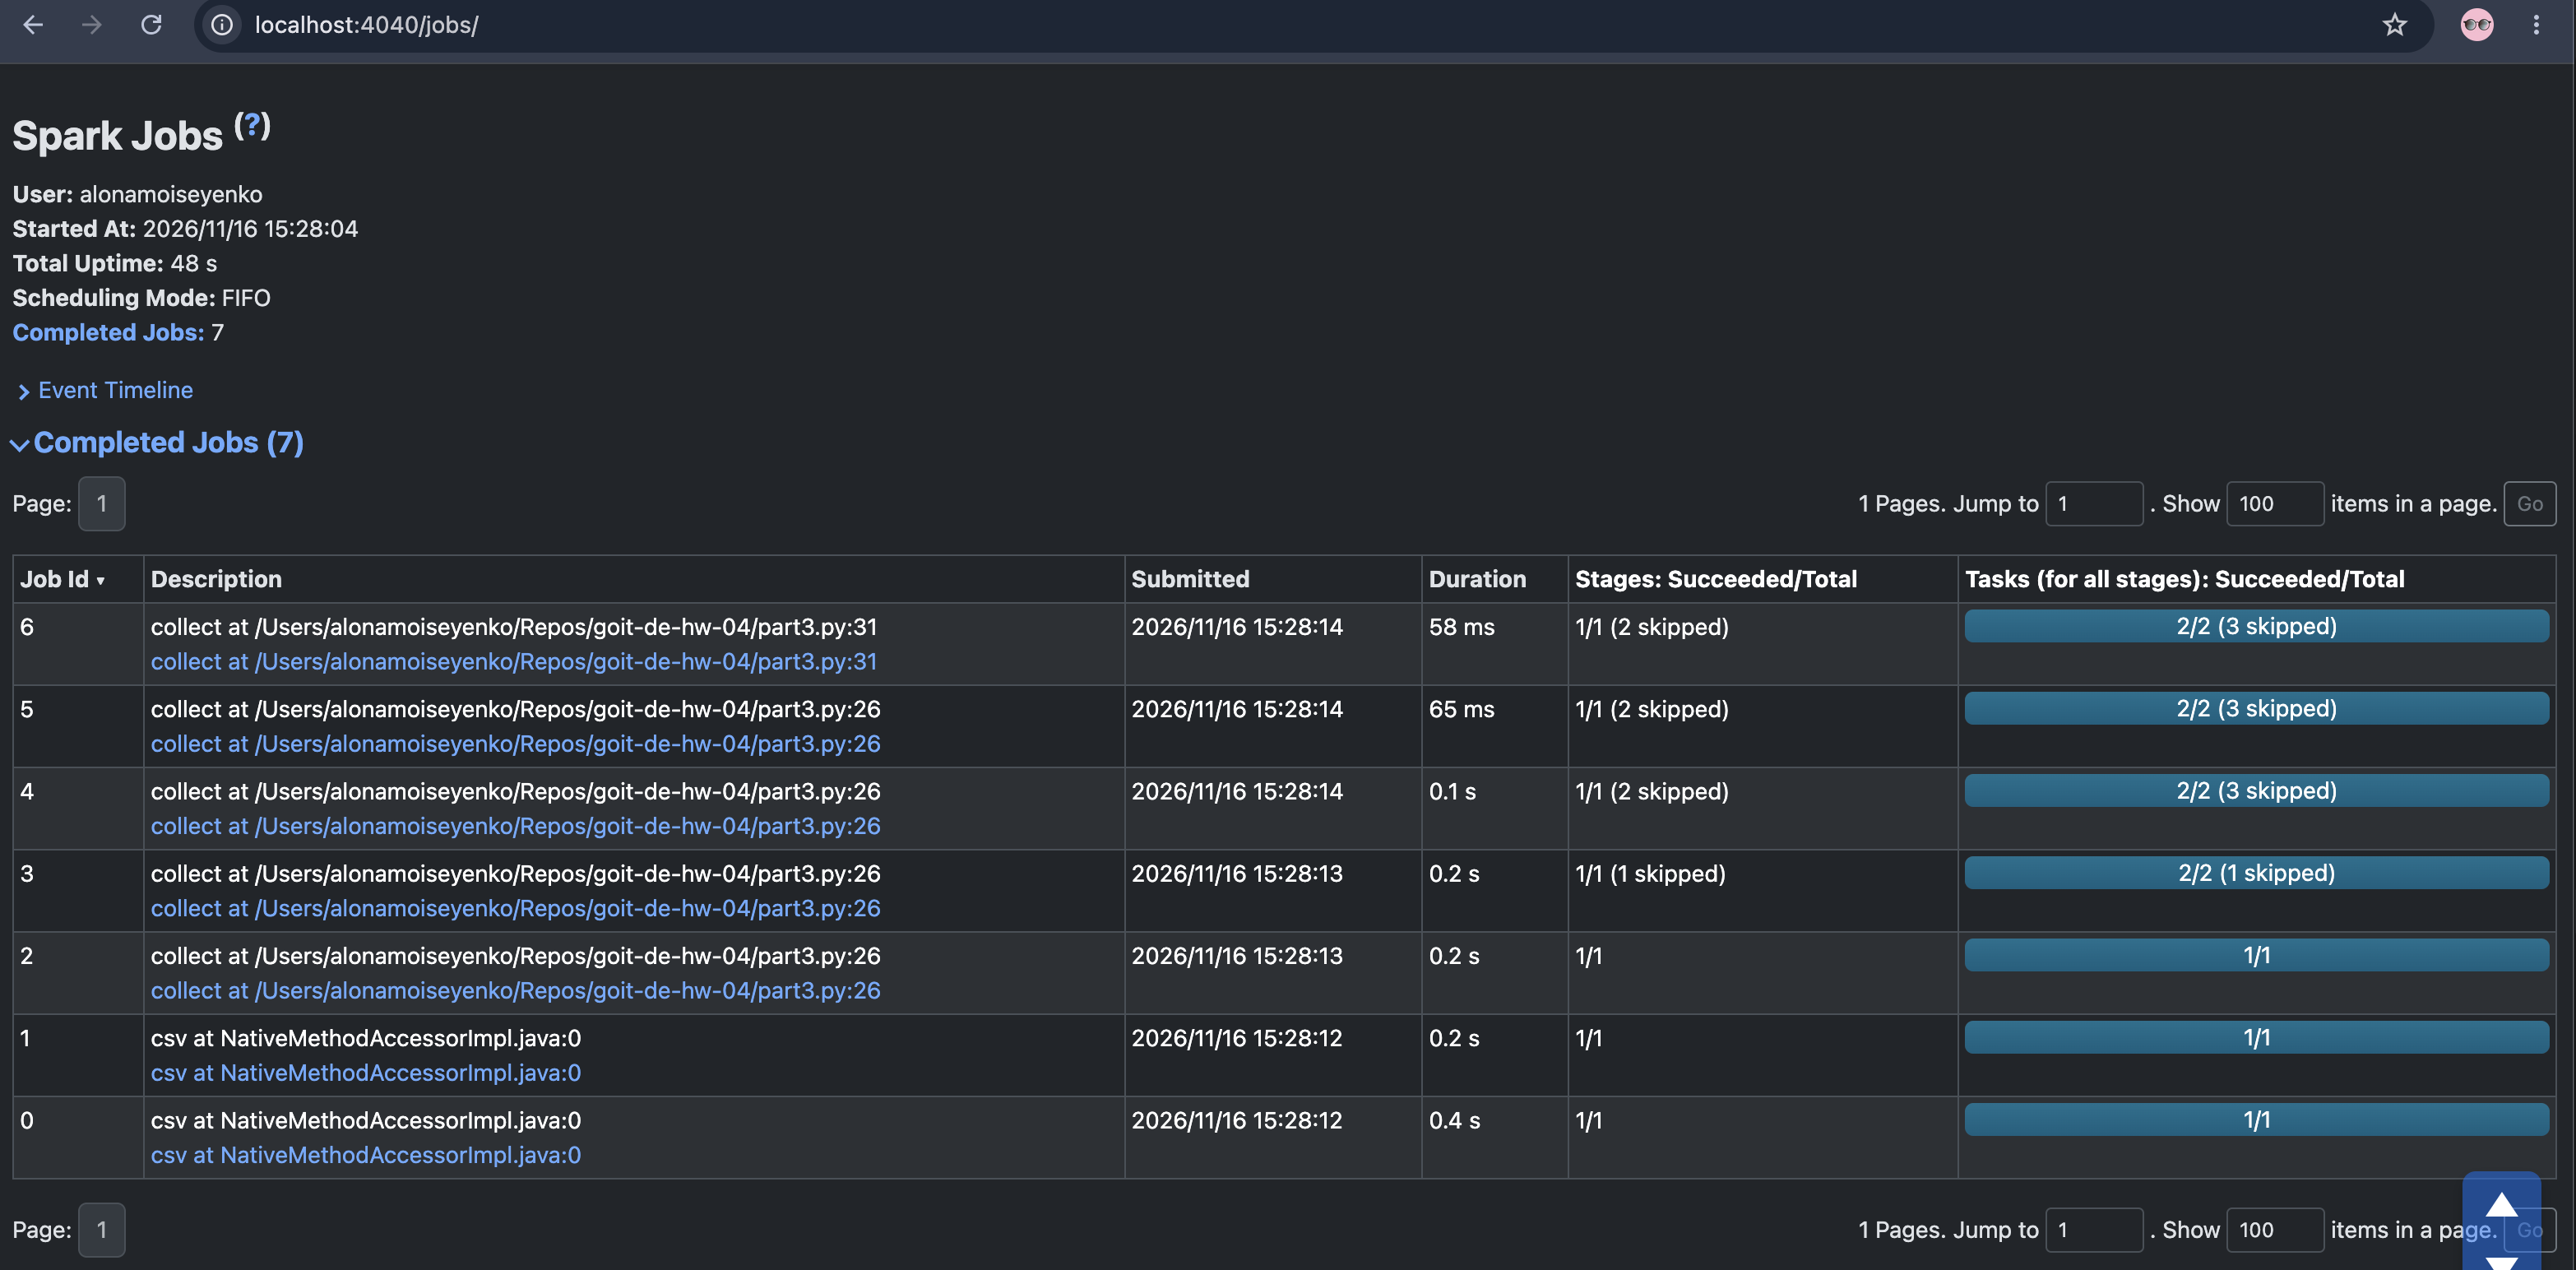 localhost:4040/jobs/
Spark Jobs (?)
User: alonamoiseyenko
Started At: 2026/11/16 15:28:04
Total Uptime: 48 s
Scheduling Mode: FIFO
Completed Jobs: 7
Event Timeline
Completed Jobs (7)
Page: 1 1 Pages. Jump to 1 . Show 100 items in a page. Go
Job Id ▾ Description Submitted Duration Stages: Succeeded/Total Tasks (for all stages): Succeeded/Total
6 collect at /Users/alonamoiseyenko/Repos/goit-de-hw-04/part3.py:31 2026/11/16 15:28:14 58 ms 1/1 (2 skipped) 2/2 (3 skipped)
collect at /Users/alonamoiseyenko/Repos/goit-de-hw-04/part3.py:31
5 collect at /Users/alonamoiseyenko/Repos/goit-de-hw-04/part3.py:26 2026/11/16 15:28:14 65 ms 1/1 (2 skipped) 2/2 (3 skipped)
collect at /Users/alonamoiseyenko/Repos/goit-de-hw-04/part3.py:26
4 collect at /Users/alonamoiseyenko/Repos/goit-de-hw-04/part3.py:26 2026/11/16 15:28:14 0.1 s 1/1 (2 skipped) 2/2 (3 skipped)
collect at /Users/alonamoiseyenko/Repos/goit-de-hw-04/part3.py:26
3 collect at /Users/alonamoiseyenko/Repos/goit-de-hw-04/part3.py:26 2026/11/16 15:28:13 0.2 s 1/1 (1 skipped) 2/2 (1 skipped)
collect at /Users/alonamoiseyenko/Repos/goit-de-hw-04/part3.py:26
2 collect at /Users/alonamoiseyenko/Repos/goit-de-hw-04/part3.py:26 2026/11/16 15:28:13 0.2 s 1/1 1/1
collect at /Users/alonamoiseyenko/Repos/goit-de-hw-04/part3.py:26
1 csv at NativeMethodAccessorImpl.java:0 2026/11/16 15:28:12 0.2 s 1/1 1/1
csv at NativeMethodAccessorImpl.java:0
0 csv at NativeMethodAccessorImpl.java:0 2026/11/16 15:28:12 0.4 s 1/1 1/1
csv at NativeMethodAccessorImpl.java:0
Page: 1 1 Pages. Jump to 1 . Show 100 items in a page. Go